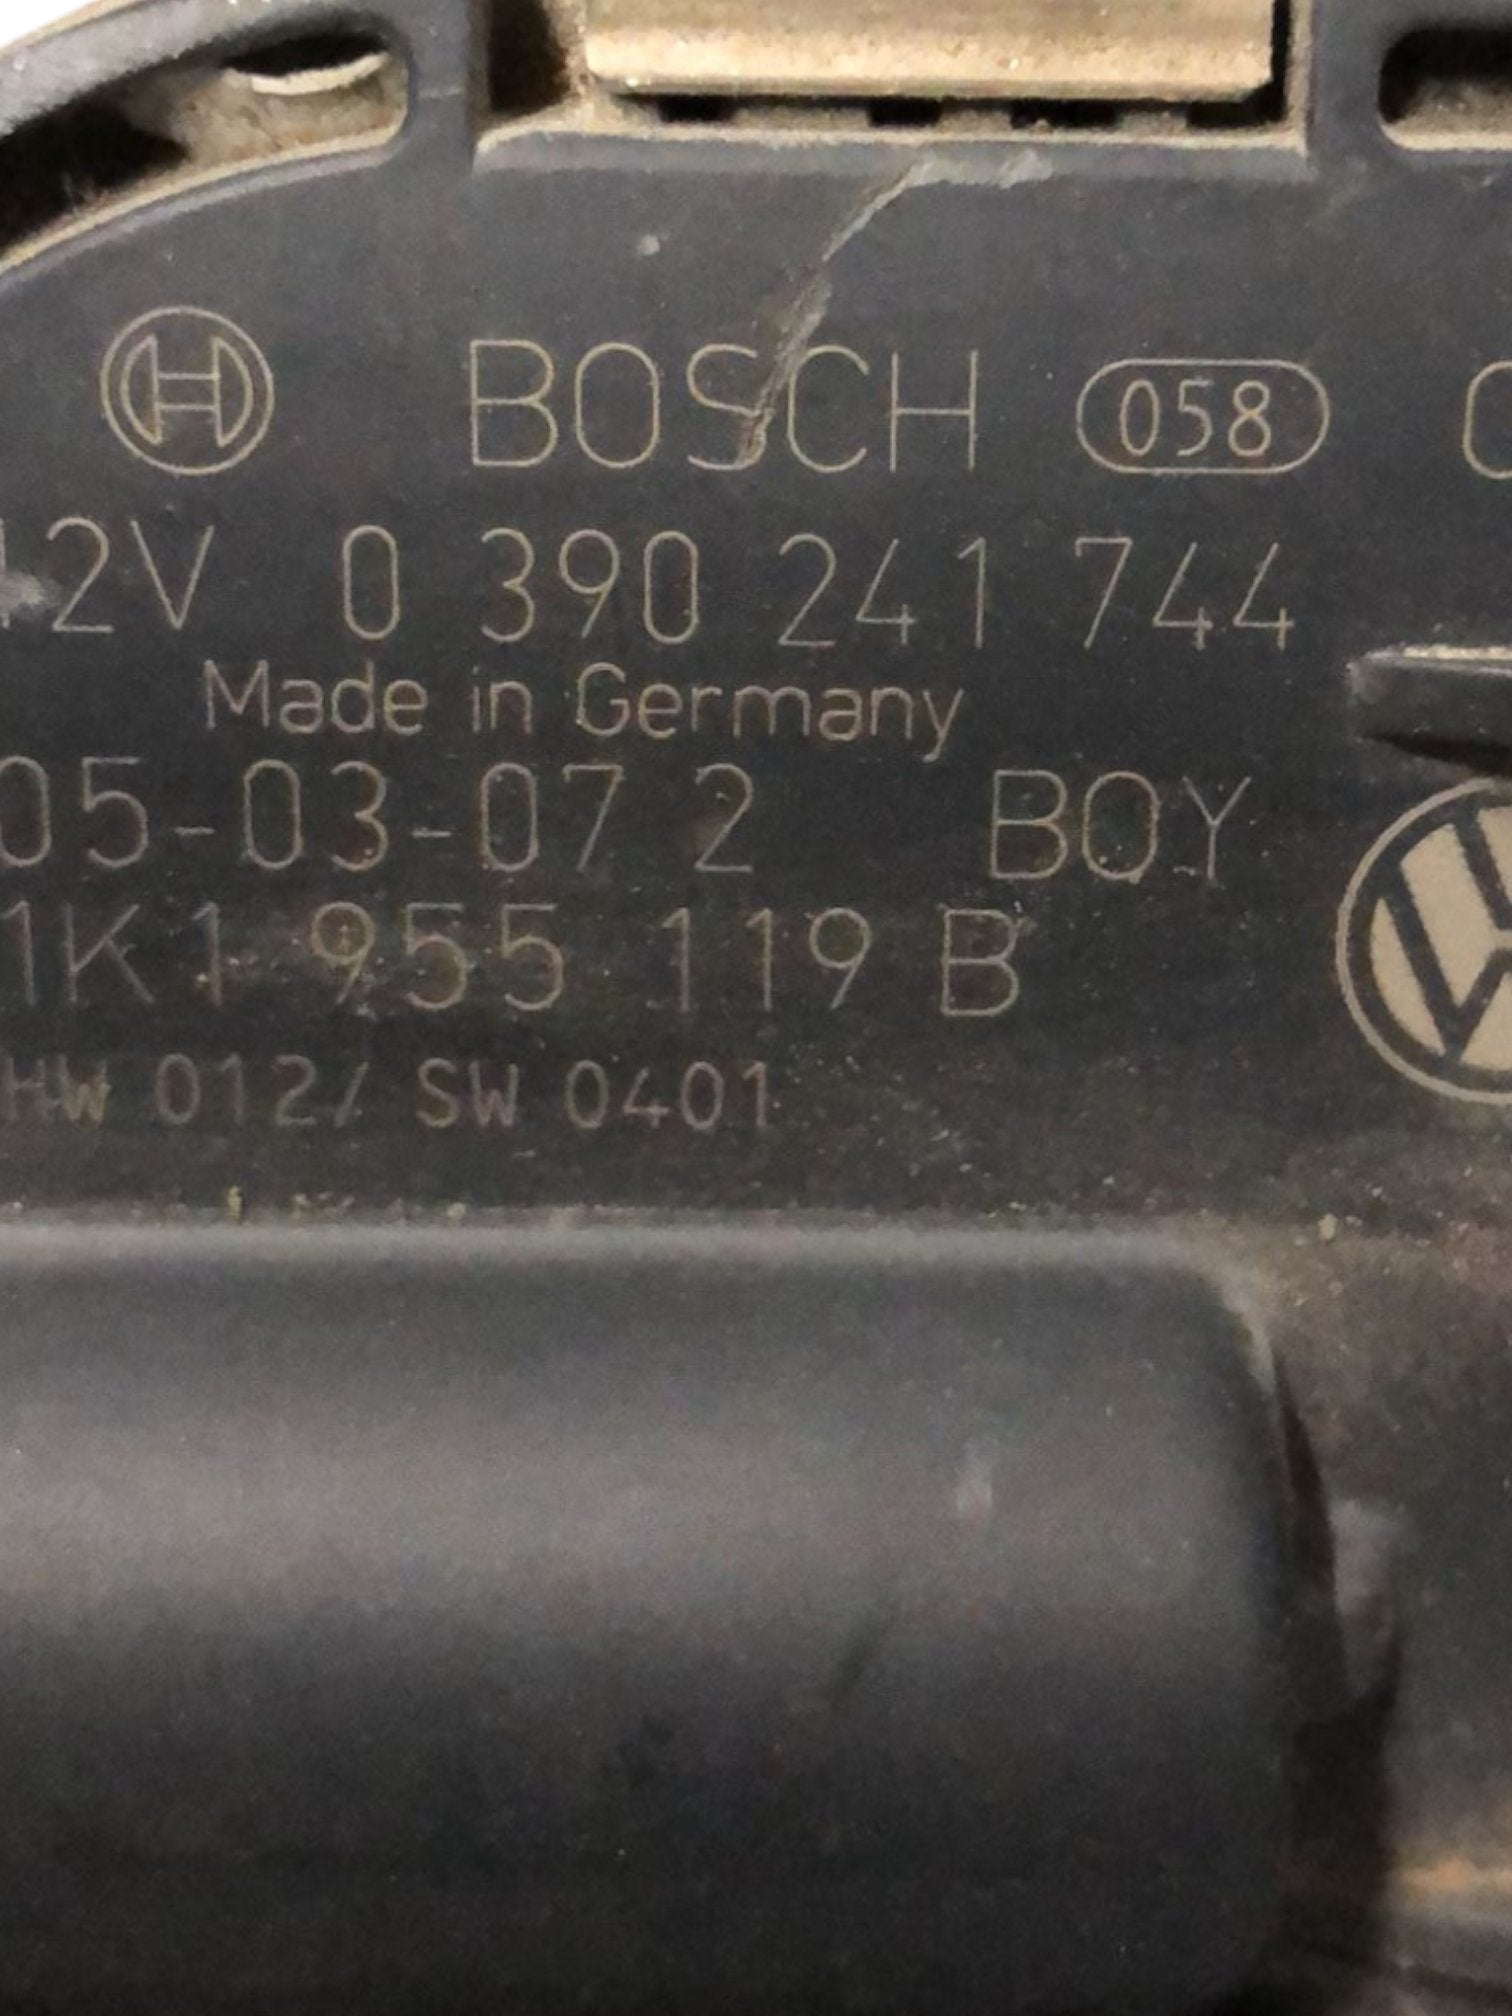 BOSCH 058
12V 0 390 241 744
Made in Germany
05-03-07 2 BOY
1K1 955 119 B
HW 012/ SW 0401